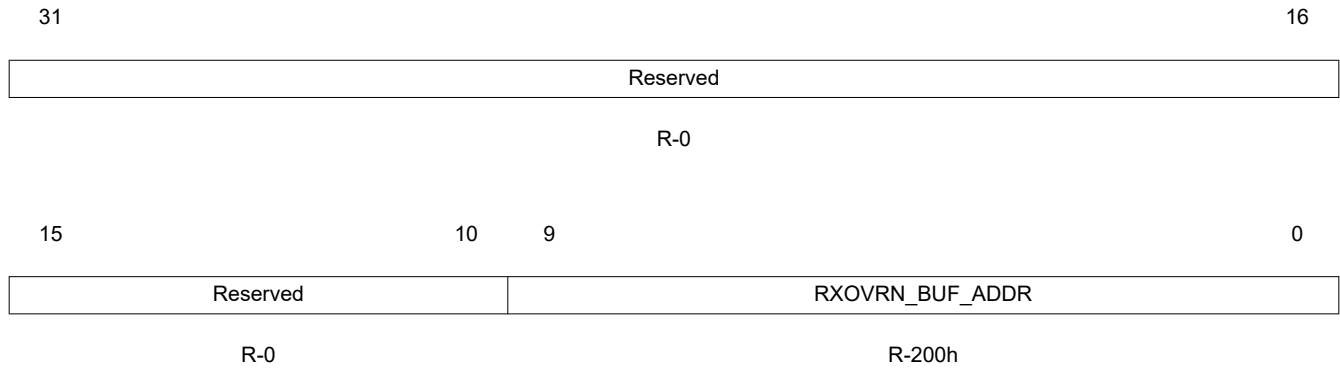 31 16
Reserved
R-0
15 10 9 0
Reserved RXOVRN_BUF_ADDR
R-0 R-200h